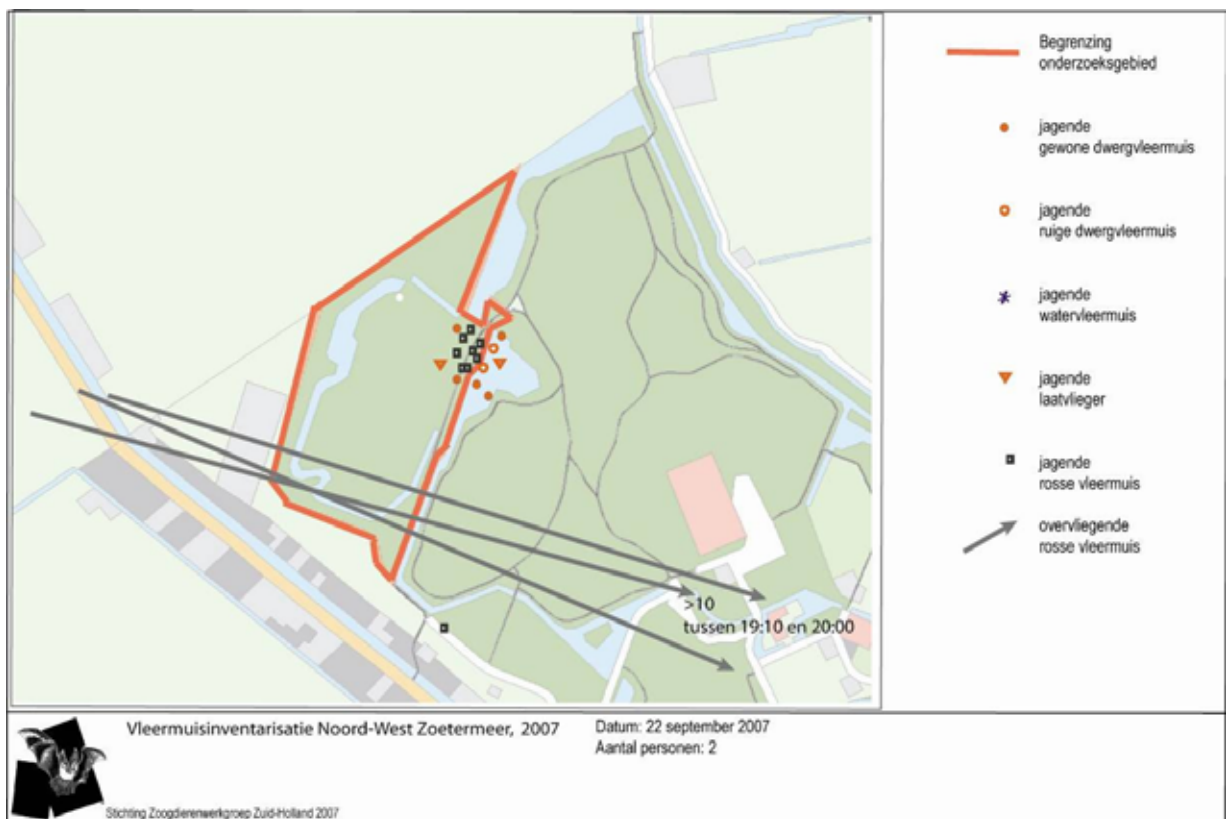 Begrenzing
onderzoeksgebied
jagende
gewone dwergvleermuis
jagende
ruige dwergvleermuis
jagende
watervleermuis
jagende
laatvlieger
jagende
rosse vleermuis
overvliegende
rosse vleermuis
>10
tussen 19:10 en 20:00
Vleermuisinventarisatie Noord-West Zoetermeer, 2007
Datum: 22 september 2007
Aantal personen: 2
Stichting Zoogdierenwerkgroep Zuid-Holland 2007